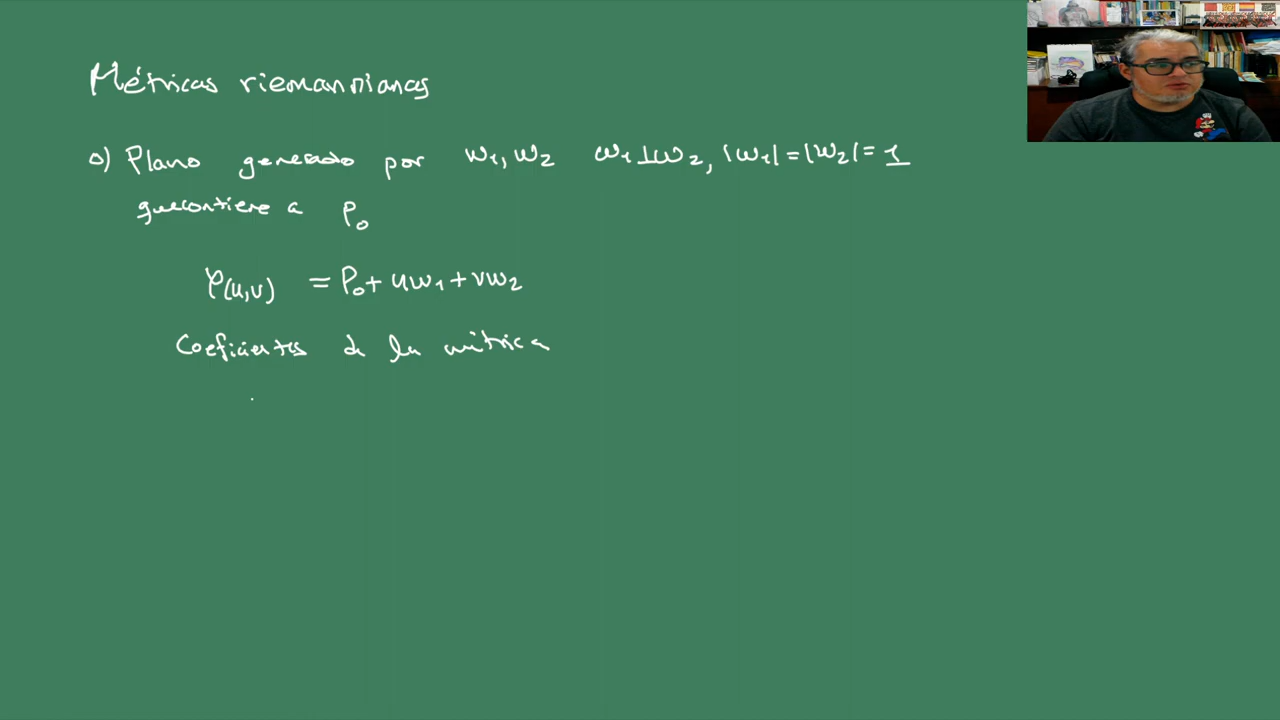 Métricas riemannianas
0) Plano generado por w₁, w₂ w₁ ⊥ w₂, |w₁| = |w₂| = 1
que contiene a P₀
φ(u,v) = P₀ + uw₁ + vw₂
Coeficientes de la métrica